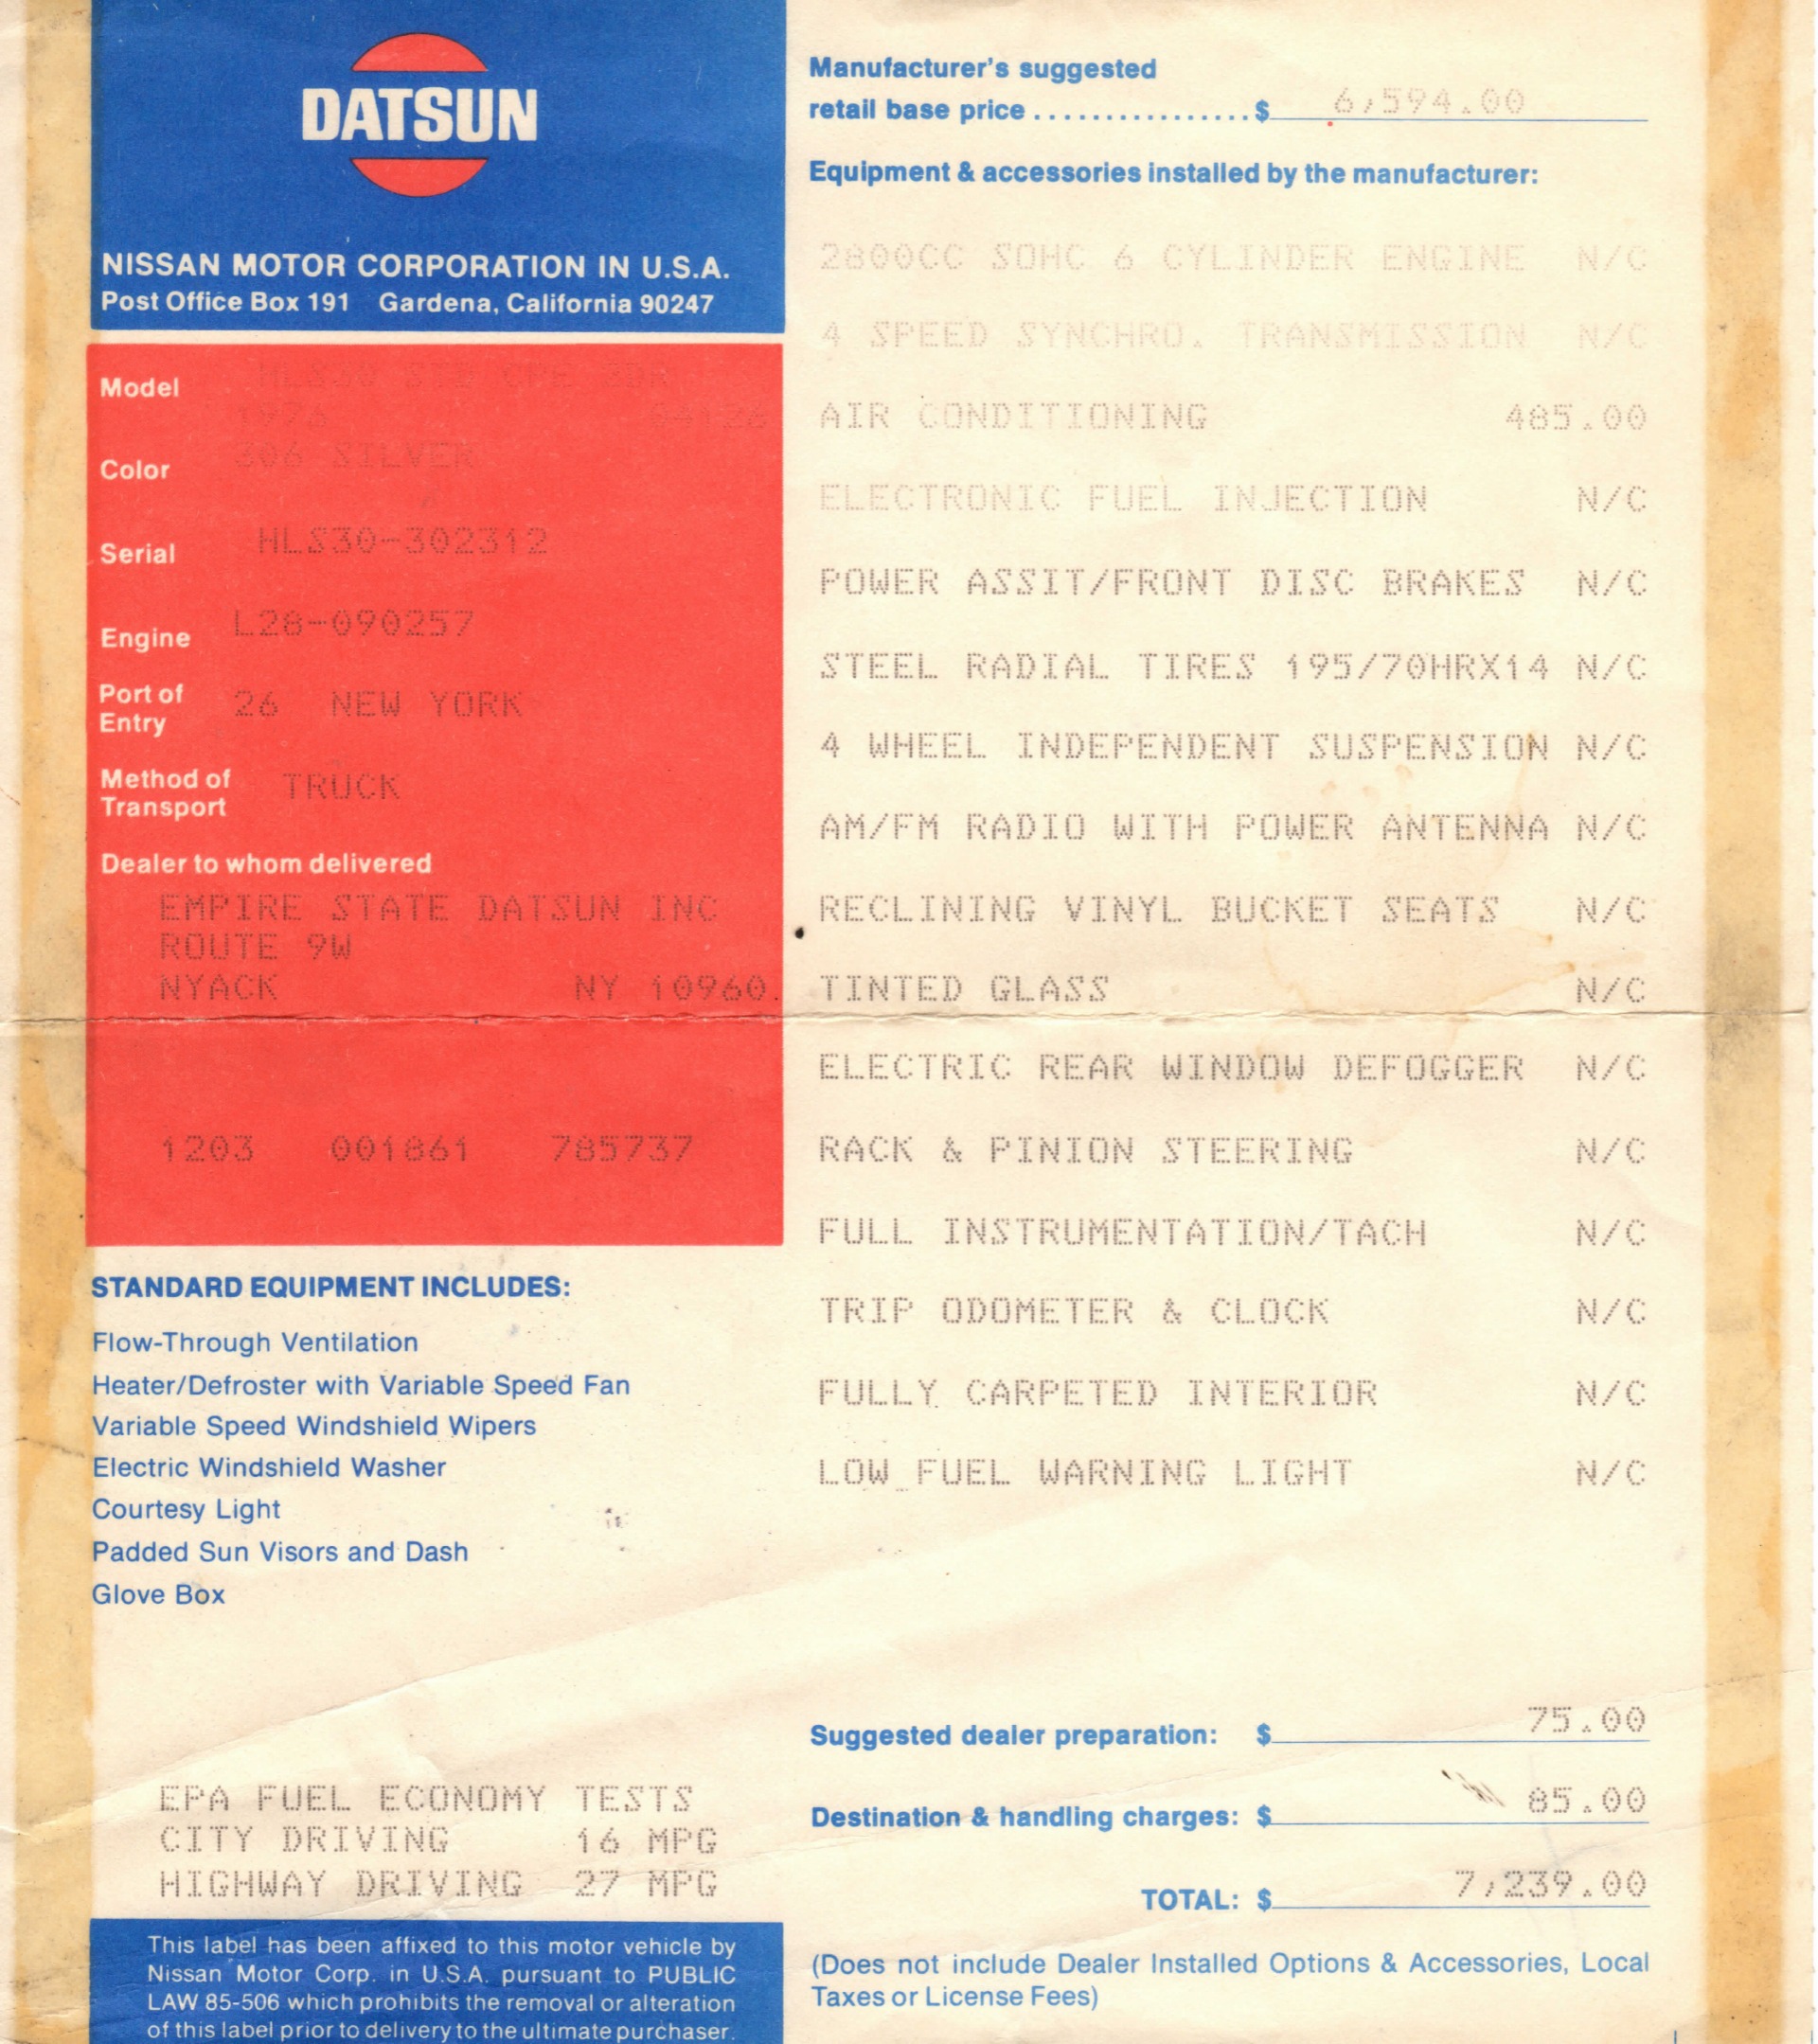 DATSUN
NISSAN MOTOR CORPORATION IN U.S.A.
Post Office Box 191 Gardena, California 90247
Model HLS30 STD CPE 2DR
1976
Color 606 SILVER
Serial HLS30-302312
Engine L28-090257
Port of
Entry 26 NEW YORK
Method of
Transport TRUCK
Dealer to whom delivered
EMPIRE STATE DATSUN INC
ROUTE 9W
NYACK NY 10960
1203 001861 785737
STANDARD EQUIPMENT INCLUDES:
Flow-Through Ventilation
Heater/Defroster with Variable Speed Fan
Variable Speed Windshield Wipers
Electric Windshield Washer
Courtesy Light
Padded Sun Visors and Dash
Glove Box
EPA FUEL ECONOMY TESTS
CITY DRIVING 16 MPG
HIGHWAY DRIVING 27 MPG
This label has been affixed to this motor vehicle by
Nissan Motor Corp. in U.S.A. pursuant to PUBLIC
LAW 85-506 which prohibits the removal or alteration
of this label prior to delivery to the ultimate purchaser.
Manufacturer's suggested
retail base price ................ $ 6,594.00
Equipment & accessories installed by the manufacturer:
2800CC SOHC 6 CYLINDER ENGINE N/C
4 SPEED SYNCHRO. TRANSMISSION N/C
AIR CONDITIONING 485.00
ELECTRONIC FUEL INJECTION N/C
POWER ASSIT/FRONT DISC BRAKES N/C
STEEL RADIAL TIRES 195/70HRX14 N/C
4 WHEEL INDEPENDENT SUSPENSION N/C
AM/FM RADIO WITH POWER ANTENNA N/C
RECLINING VINYL BUCKET SEATS N/C
TINTED GLASS N/C
ELECTRIC REAR WINDOW DEFOGGER N/C
RACK & PINION STEERING N/C
FULL INSTRUMENTATION/TACH N/C
TRIP ODOMETER & CLOCK N/C
FULLY CARPETED INTERIOR N/C
LOW FUEL WARNING LIGHT N/C
Suggested dealer preparation: $ 75.00
Destination & handling charges: $ 85.00
TOTAL: $ 7,239.00
(Does not include Dealer Installed Options & Accessories, Local
Taxes or License Fees)